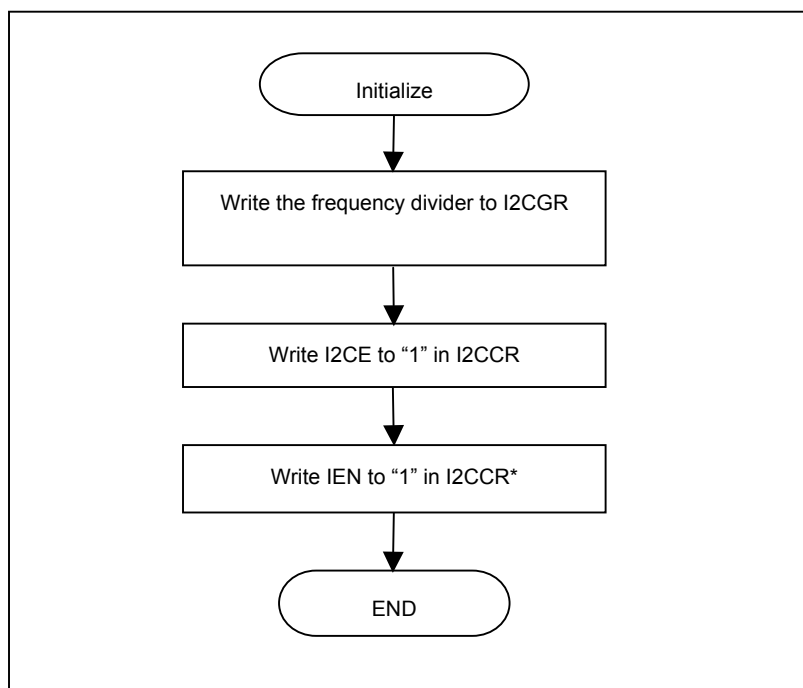 Initialize
Write the frequency divider to I2CGR
Write I2CE to “1” in I2CCR
Write IEN to “1” in I2CCR*
END